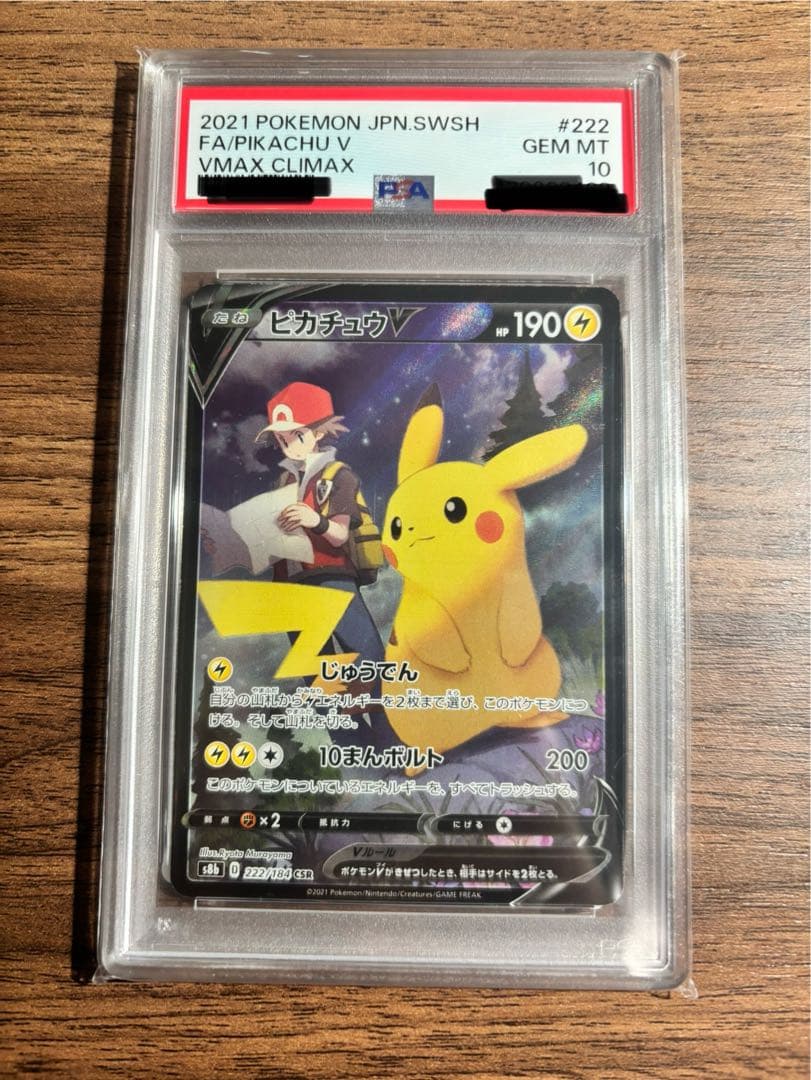 2021 POKEMON JPN.SWSH #222
FA/PIKACHU V GEM MT
VMAX CLIMAX 10
PSA
たね ピカチュウV HP 190
じゅうでん
自分の山札からエネルギーを2枚まで選び、このポケモンにつ
ける。そして山札を切る。
10まんボルト 200
このポケモンについているエネルギーを、すべてトラッシュする。
弱点 ×2 抵抗力 にげる
Illus. Ryota Murayama
Vルール
s8b D 222/184 CSR ポケモンVがきぜつしたとき、相手はサイドを2枚とる。
©2021 Pokémon/Nintendo/Creatures/GAME FREAK